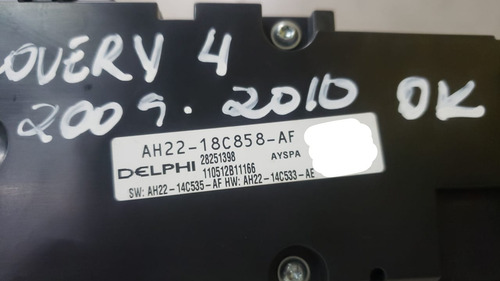 OVERY 4
2009. 2010 OK
AH22-18C858-AF
DELPHI 28251398 AYSPA
110512B11166
SW: AH22-14C535-AF HW: AH22-14C533-AE